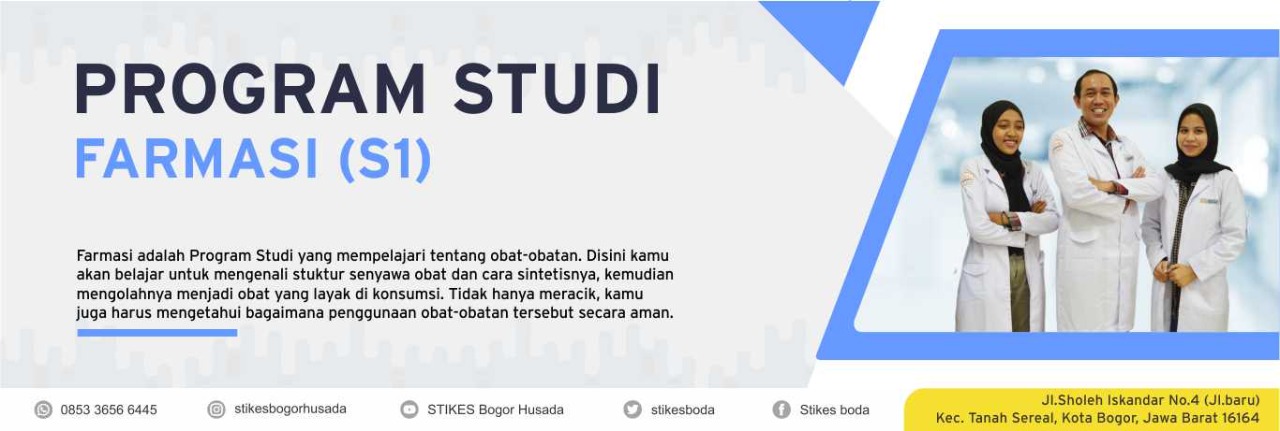 PROGRAM STUDI
FARMASI (S1)
Farmasi adalah Program Studi yang mempelajari tentang obat-obatan. Disini kamu
akan belajar untuk mengenali stuktur senyawa obat dan cara sintetisnya, kemudian
mengolahnya menjadi obat yang layak di konsumsi. Tidak hanya meracik, kamu
juga harus mengetahui bagaimana penggunaan obat-obatan tersebut secara aman.
0853 3656 6445
stikesbogorhusada
STIKES Bogor Husada
stikesboda
Stikes boda
Jl.Sholeh Iskandar No.4 (Jl.baru)
Kec. Tanah Sereal, Kota Bogor, Jawa Barat 16164